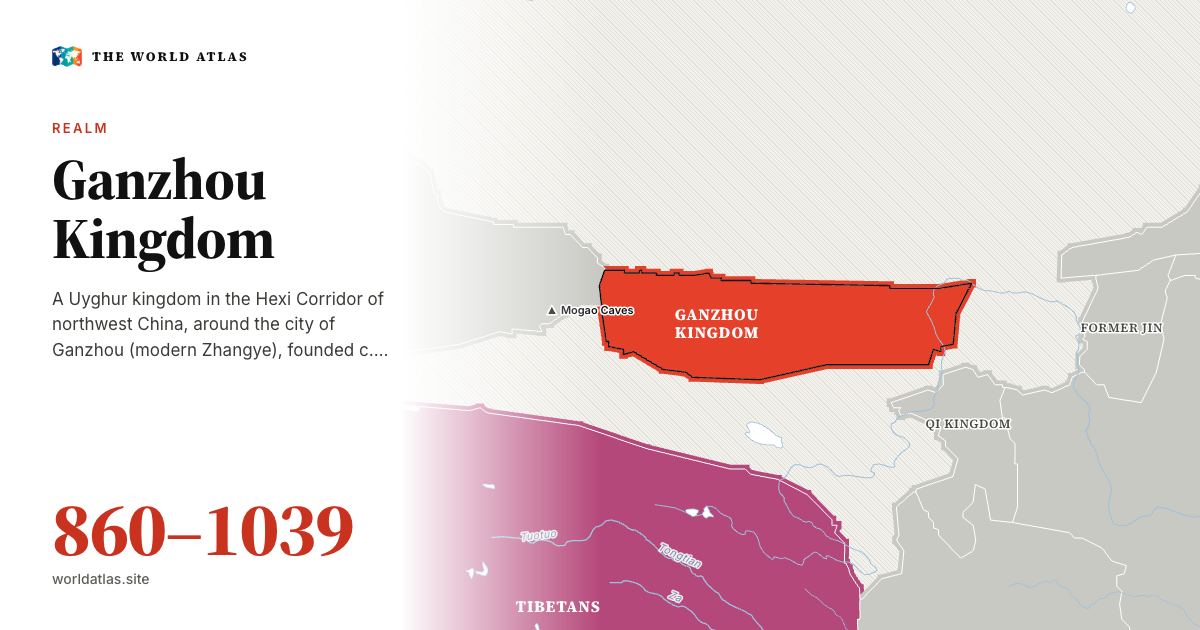 THE WORLD ATLAS
REALM
Ganzhou
Kingdom
A Uyghur kingdom in the Hexi Corridor of
northwest China, around the city of
Ganzhou (modern Zhangye), founded c....
860–1039
worldatlas.site
▲ Mogao Caves
GANZHOU
KINGDOM
FORMER JIN
QI KINGDOM
Tuotuo
Tongtian
Za
TIBETANS